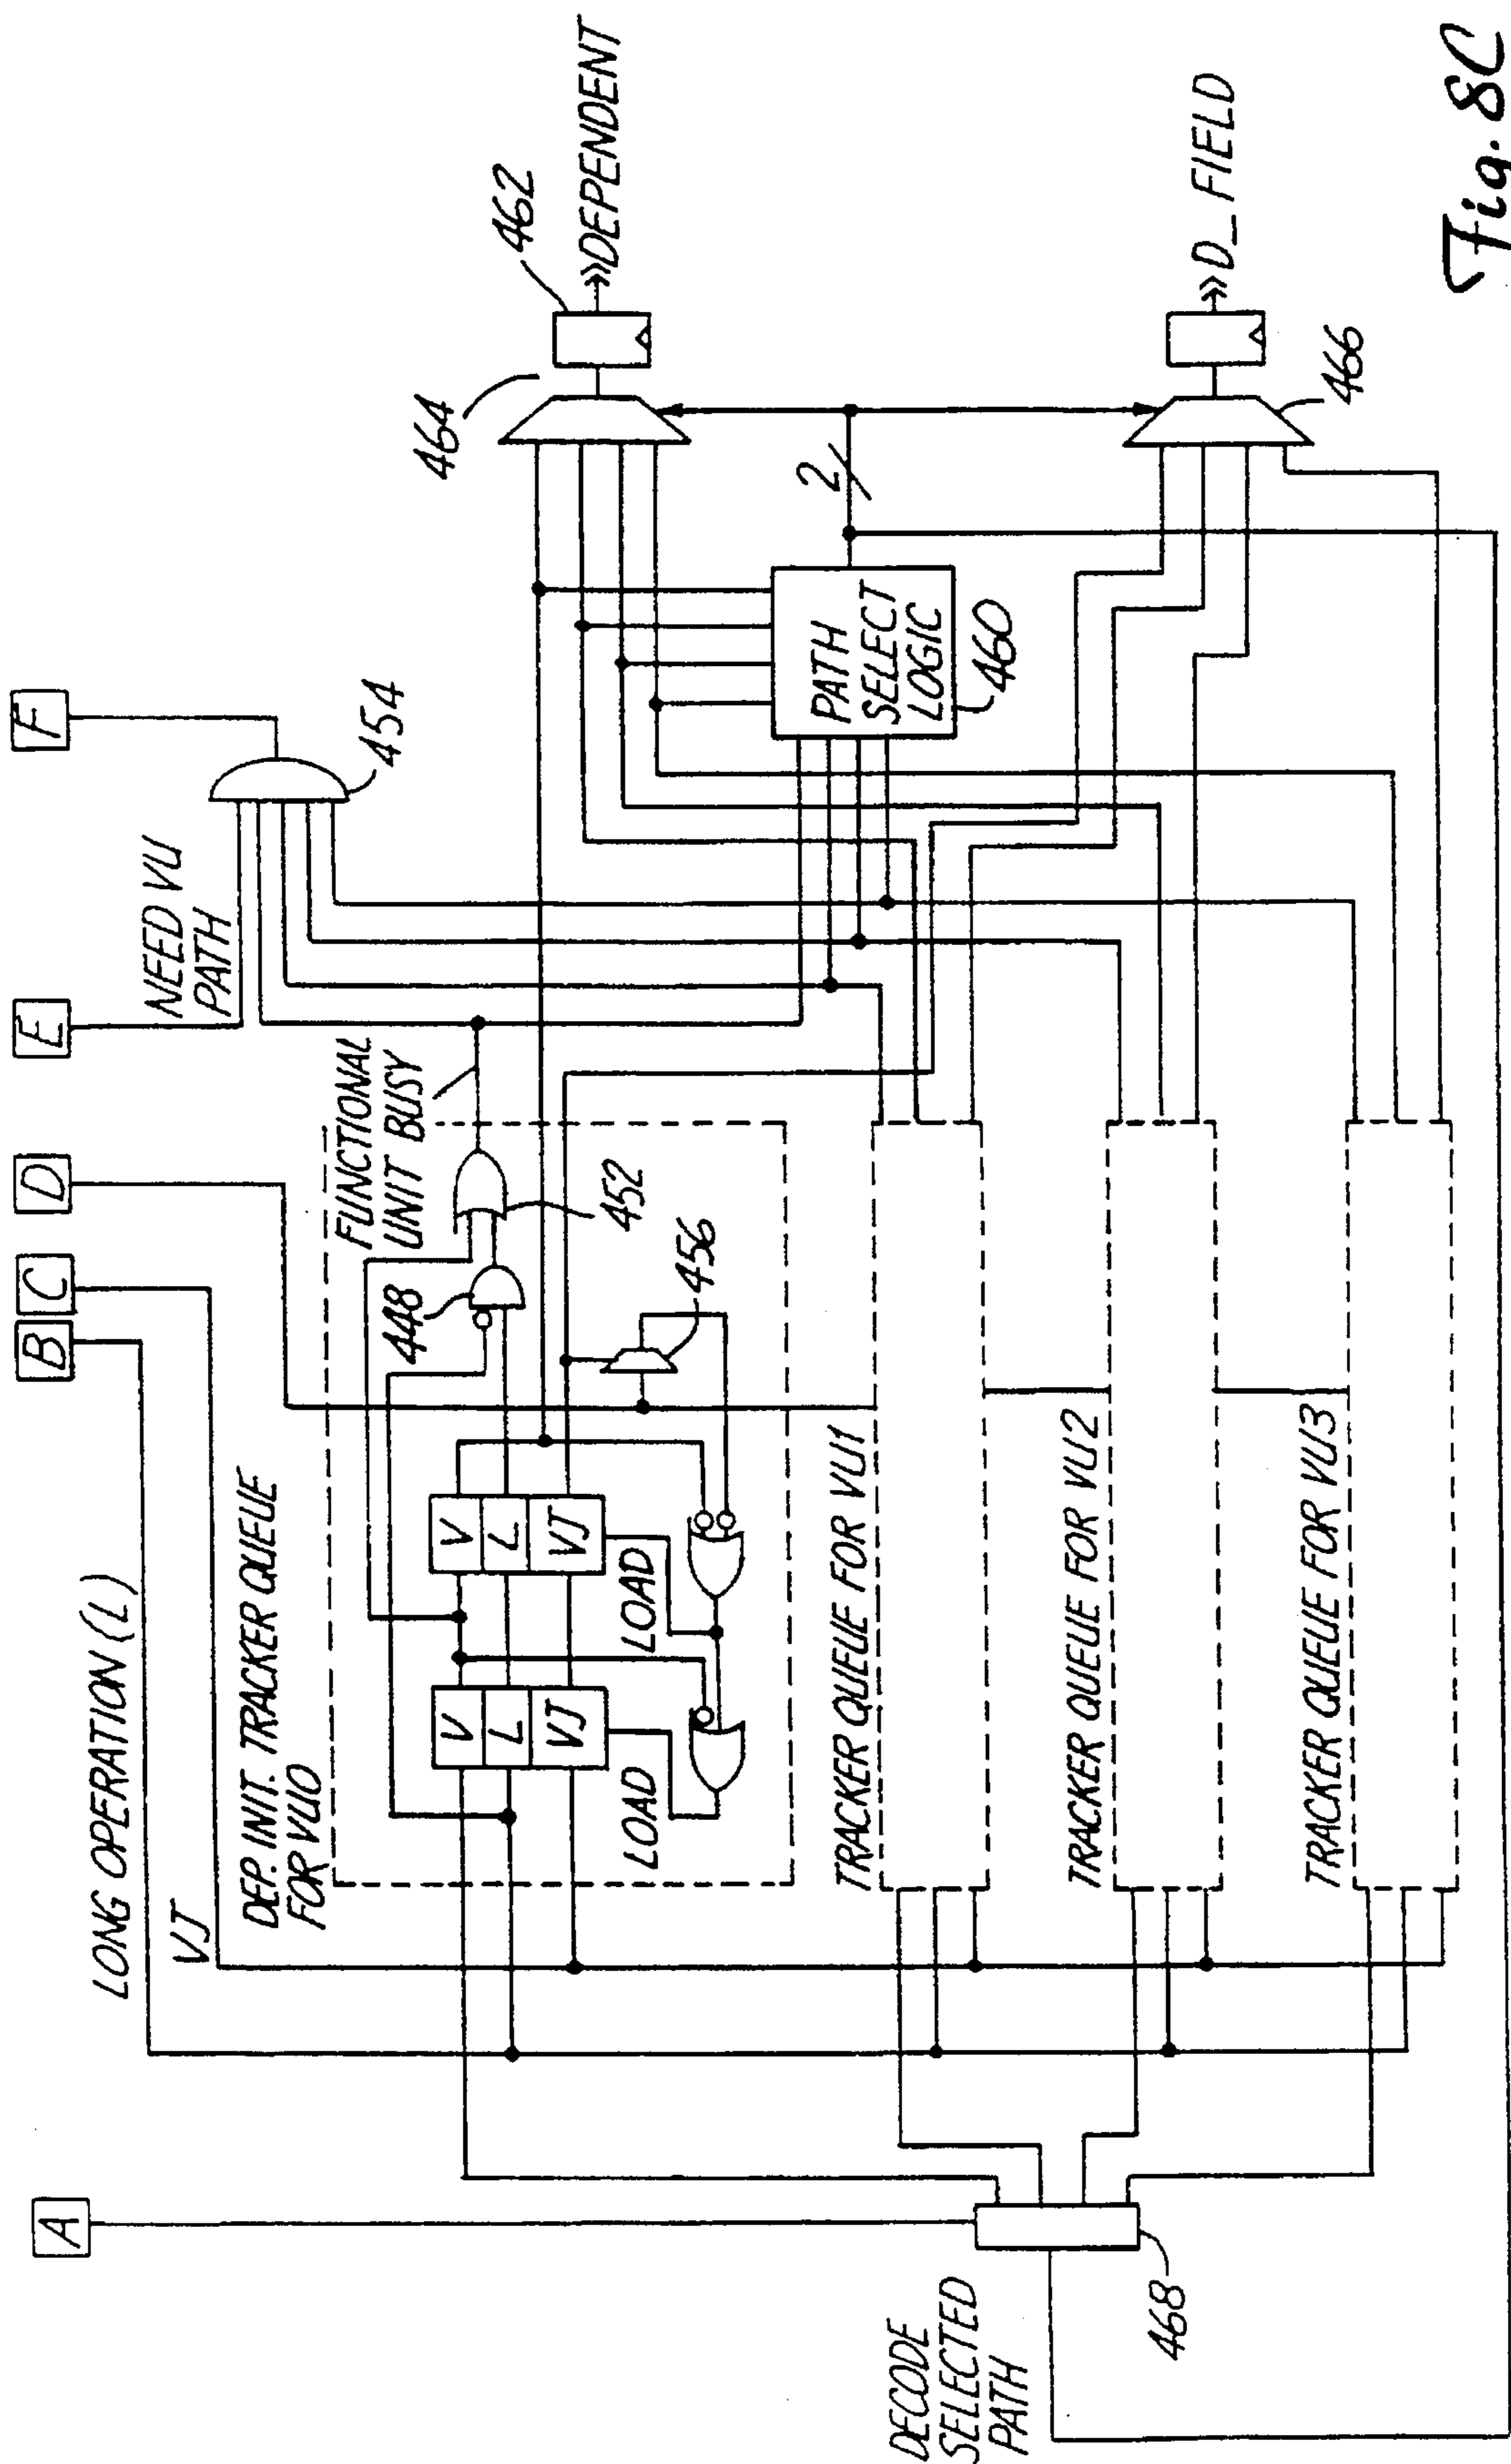 A
B
C
D
E
F
LONG OPERATION (L)
VJ
DEP. INIT. TRACKER QUEUE
FOR VU0
FUNCTIONAL
UNIT BUSY
NEED VU
PATH
454
448
452
456
V
L
VJ
LOAD
V
L
VJ
LOAD
464
462
DEPENDENT
2
PATH
SELECT
LOGIC
460
466
D_FIELD
TRACKER QUEUE FOR VU1
TRACKER QUEUE FOR VU2
TRACKER QUEUE FOR VU3
DECODE
SELECTED
PATH
468
Fig. 8C